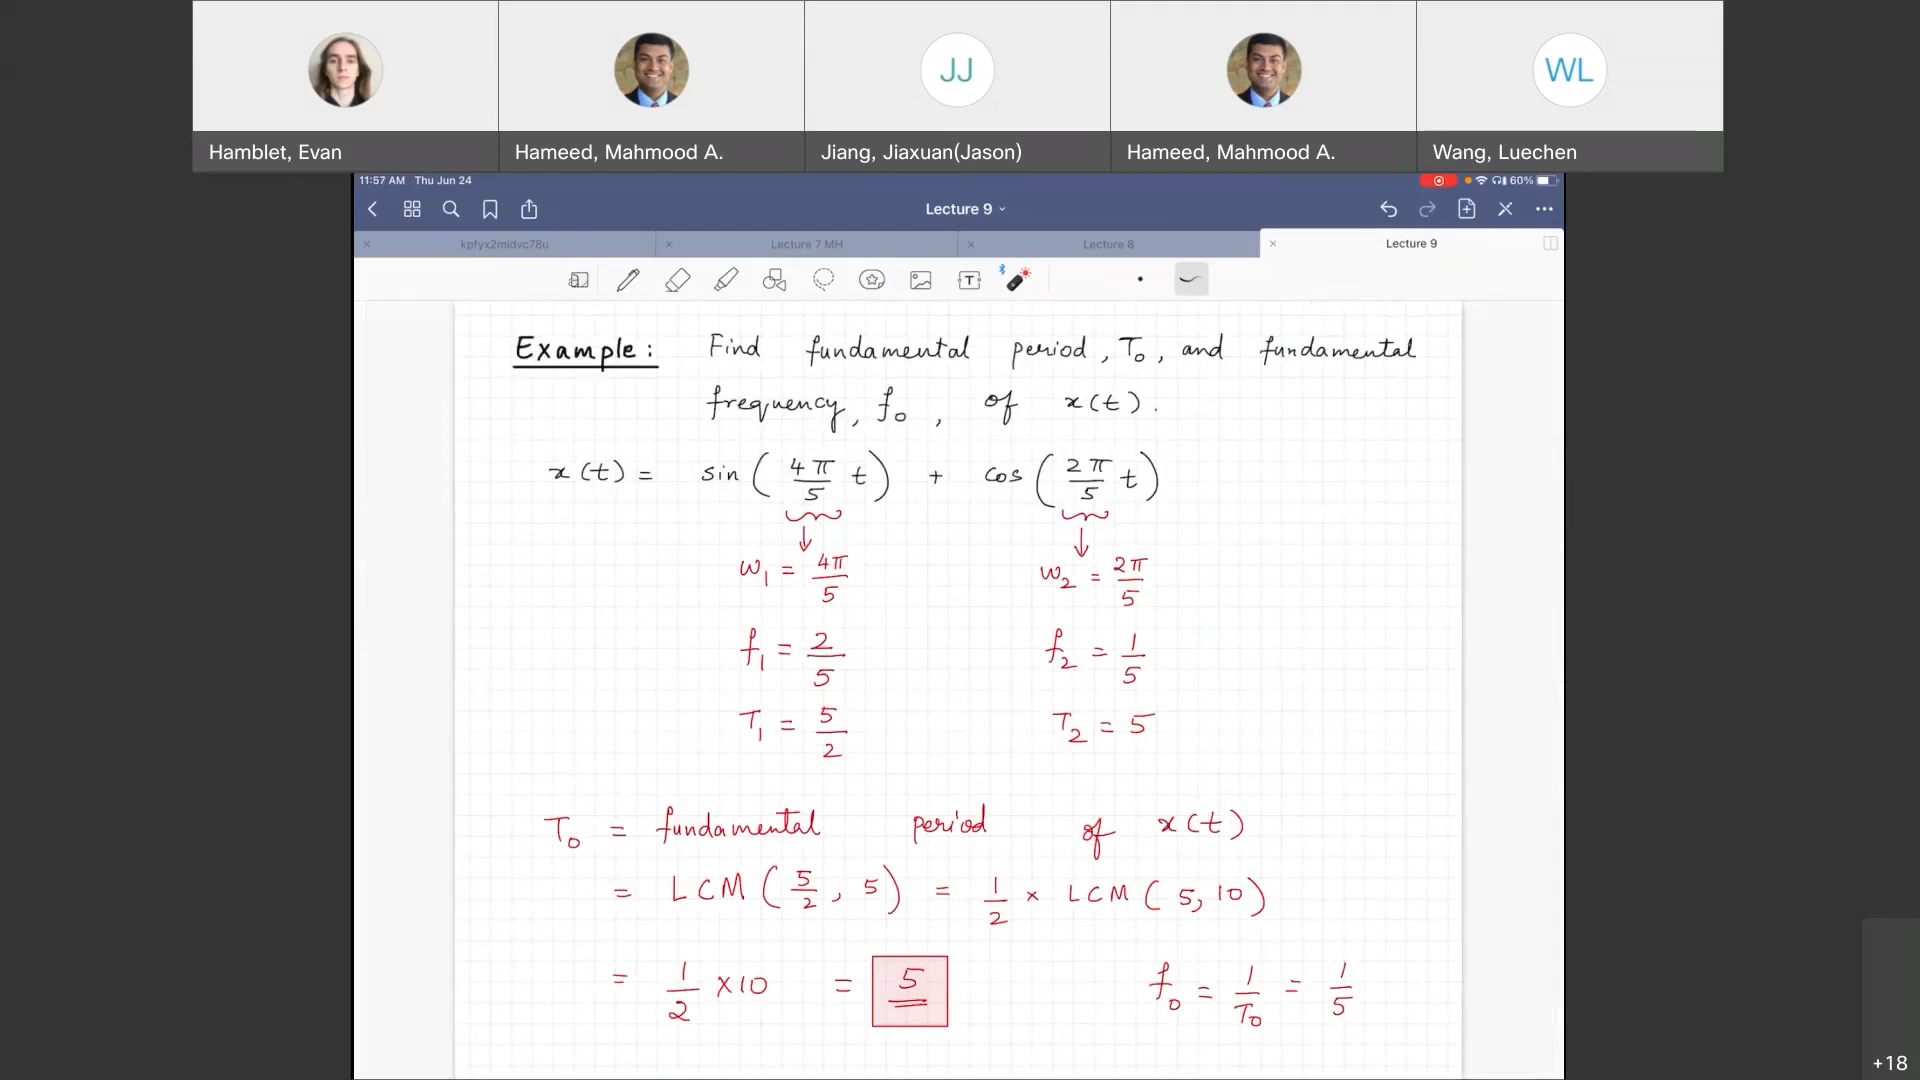 JJ
WL
Hamblet, Evan
Hameed, Mahmood A.
Jiang, Jiaxuan(Jason)
Hameed, Mahmood A.
Wang, Luechen
11:57 AM Thu Jun 24
60%
Lecture 9
kpfyx2midvc78u
Lecture 7 MH
Lecture 8
Lecture 9
T
Example: Find fundamental period, T₀, and fundamental
frequency, f₀, of x(t).
x(t) = sin(4π/5 t) + cos(2π/5 t)
ω₁ = 4π/5 ω₂ = 2π/5
f₁ = 2/5 f₂ = 1/5
T₁ = 5/2 T₂ = 5
T₀ = fundamental period of x(t)
= LCM(5/2, 5) = 1/2 × LCM(5, 10)
= 1/2 ×10 = 5 f₀ = 1/T₀ = 1/5
+18